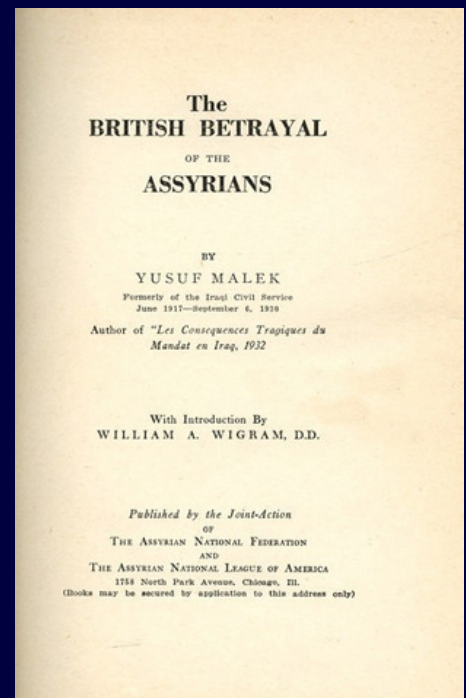 The
BRITISH BETRAYAL
OF THE
ASSYRIANS
BY
YUSUF MALEK
Formerly of the Iraqi Civil Service
June 1917—September 6, 1930
Author of "Les Consequences Tragiques du
Mandat en Iraq, 1932
With Introduction By
WILLIAM A. WIGRAM, D.D.
Published by the Joint-Action
OF
THE ASSYRIAN NATIONAL FEDERATION
AND
THE ASSYRIAN NATIONAL LEAGUE OF AMERICA
1758 North Park Avenue, Chicago, Ill.
(Books may be secured by application to this address only)